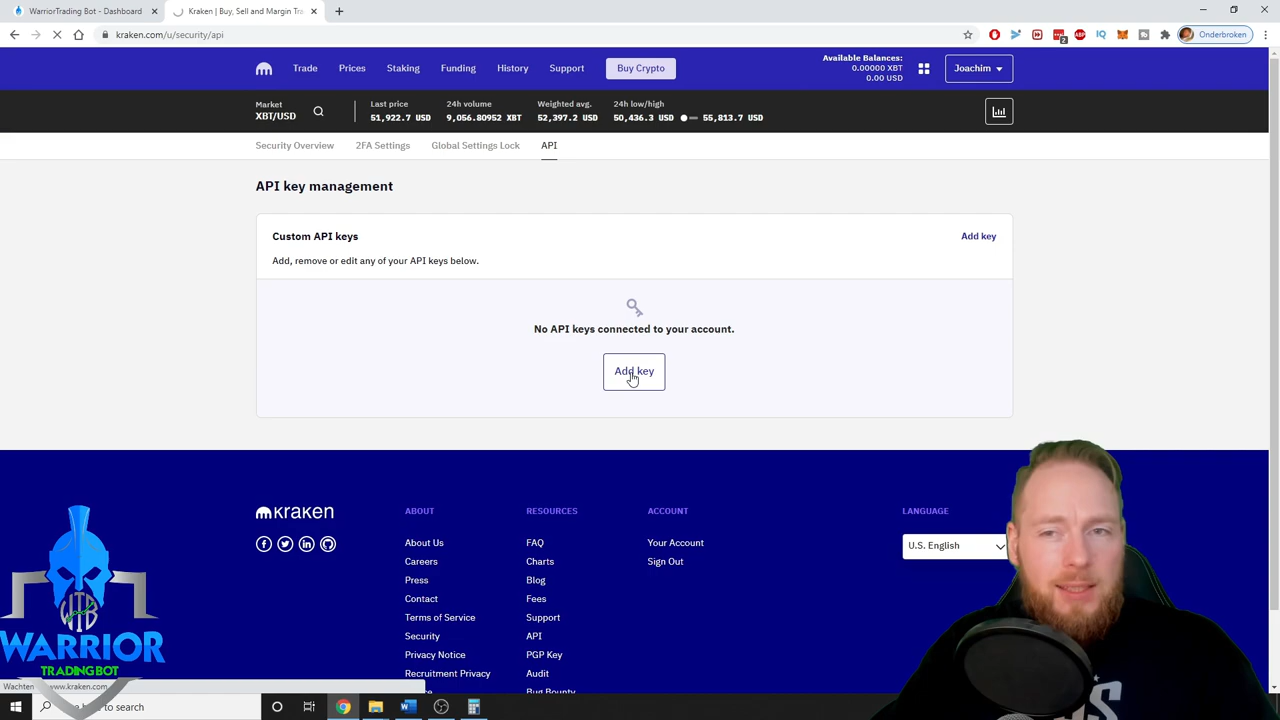 WarriorTrading Bot - Dashboard
Kraken | Buy, Sell and Margin Tra
kraken.com/u/security/api
2
ABP
IQ
Onderbroken
Trade Prices Staking Funding History Support Buy Crypto
Available Balances:
0.00000 XBT
0.00 USD
Joachim
Market
XBT/USD
Last price
51,922.7 USD
24h volume
9,056.80952 XBT
Weighted avg.
52,397.2 USD
24h low/high
50,436.3 USD 55,813.7 USD
Security Overview 2FA Settings Global Settings Lock API
API key management
Custom API keys
Add key
Add, remove or edit any of your API keys below.
No API keys connected to your account.
Add key
kraken
ABOUT
About Us
Careers
Press
Contact
Terms of Service
Security
Privacy Notice
Recruitment Privacy
RESOURCES
FAQ
Charts
Blog
Fees
Support
API
PGP Key
Audit
Bug Bounty
ACCOUNT
Your Account
Sign Out
LANGUAGE
U.S. English
WTB
WARRIOR
TRADING BOT
Wachten
www.kraken.com
to search